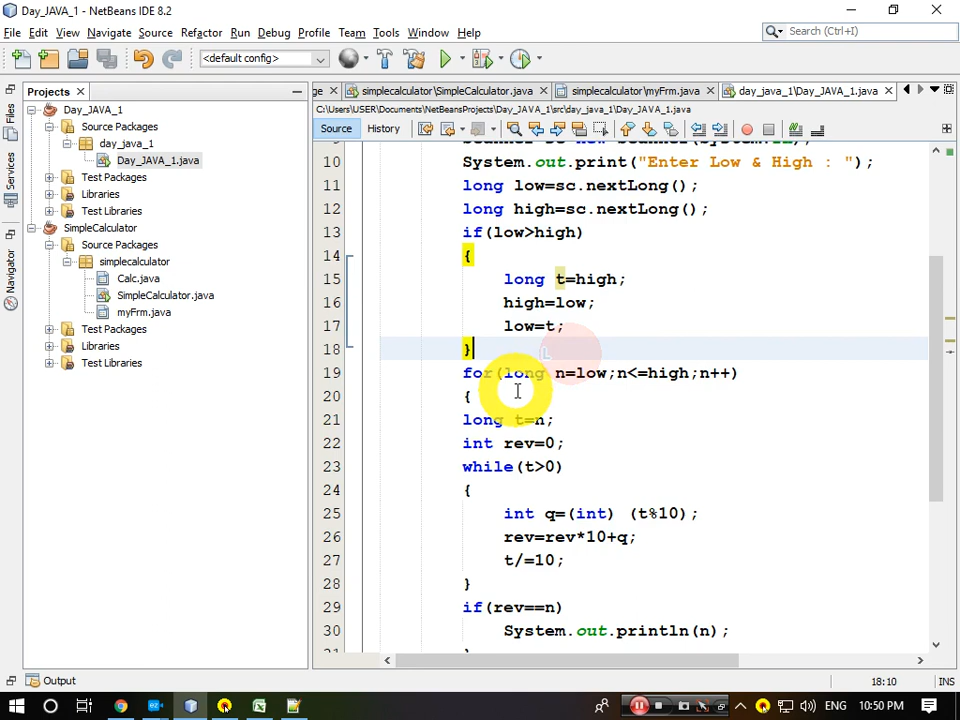 Day_JAVA_1 - NetBeans IDE 8.2
File Edit View Navigate Source Refactor Run Debug Profile Team Tools Window Help
Search (Ctrl+I)
<default config>
Projects
ge
simplecalculator\SimpleCalculator.java
simplecalculator\myFrm.java
day_java_1\Day_JAVA_1.java
C:\Users\USER\Documents\NetBeansProjects\Day_JAVA_1\src\day_java_1\Day_JAVA_1.java
Source History
Files
Services
Navigator
Day_JAVA_1
Source Packages
day_java_1
Day_JAVA_1.java
Test Packages
Libraries
Test Libraries
SimpleCalculator
Source Packages
simplecalculator
Calc.java
SimpleCalculator.java
myFrm.java
Test Packages
Libraries
Test Libraries
10 System.out.print("Enter Low & High : ");
11 long low=sc.nextLong();
12 long high=sc.nextLong();
13 if(low>high)
14 {
15 long t=high;
16 high=low;
17 low=t;
18 }
19 for(long n=low;n<=high;n++)
20 {
21 long t=n;
22 int rev=0;
23 while(t>0)
24 {
25 int q=(int) (t%10);
26 rev=rev*10+q;
27 t/=10;
28 }
29 if(rev==n)
30 System.out.println(n);
Output
18:10
INS
ENG 10:50 PM